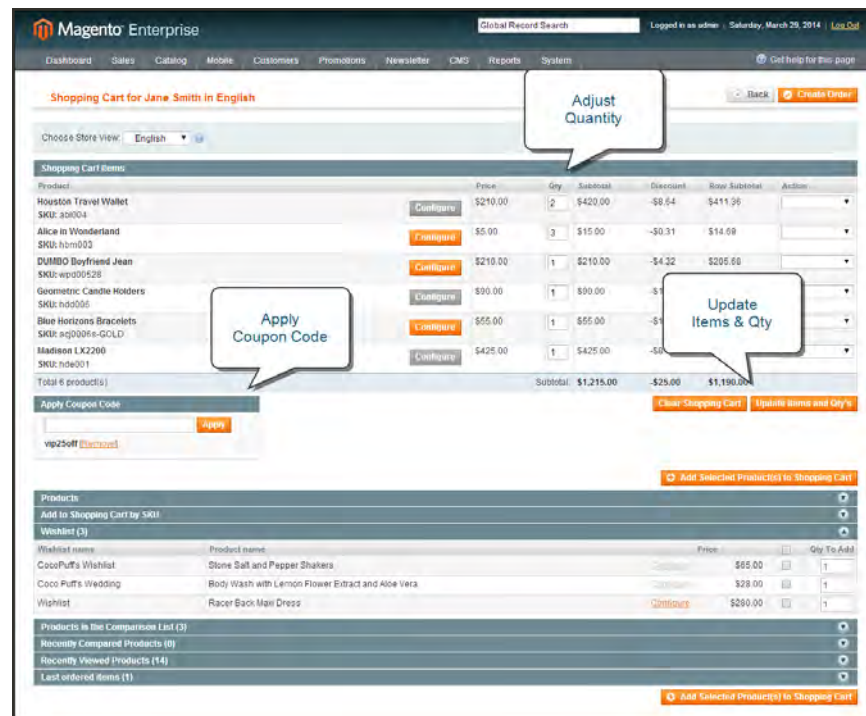 Magento Enterprise
Global Record Search
Logged in as admin | Saturday, March 29, 2014 | Log Out
Dashboard Sales Catalog Mobile Customers Promotions Newsletter CMS Reports System
Get help for this page
Shopping Cart for Jane Smith in English
Back Create Order
Adjust
Quantity
Choose Store View: English
Shopping Cart Items
Product Price Qty Subtotal Discount Row Subtotal Action
Houston Travel Wallet
SKU: abl004
Configure $210.00 2 $420.00 -$8.64 $411.36
Alice in Wonderland
SKU: hbm003
Configure $5.00 3 $15.00 -$0.31 $14.69
DUMBO Boyfriend Jean
SKU: wpd00528
Configure $210.00 1 $210.00 -$4.32 $205.68
Geometric Candle Holders
SKU: hdd006
Configure $90.00 1 $90.00
Blue Horizons Bracelets
SKU: acj0006s-GOLD
Configure $55.00 1 $55.00
Madison LX2200
SKU: hde001
Configure $425.00 1 $425.00
Apply
Coupon Code
Update
Items & Qty
Total 6 product(s) Subtotal: $1,215.00 -$25.00 $1,190.00
Apply Coupon Code
Clear Shopping Cart Update Items and Qty's
Apply
vip25off [Remove]
Add Selected Product(s) to Shopping Cart
Products
Add to Shopping Cart by SKU
Wishlist (3)
Wishlist name Product name Price Qty To Add
CocoPuff's Wishlist Stone Salt and Pepper Shakers Configure $65.00 1
Coco Puff's Wedding Body Wash with Lemon Flower Extract and Aloe Vera Configure $28.00 1
Wishlist Racer Back Maxi Dress Configure $280.00 1
Products in the Comparison List (3)
Recently Compared Products (0)
Recently Viewed Products (14)
Last ordered items (1)
Add Selected Product(s) to Shopping Cart